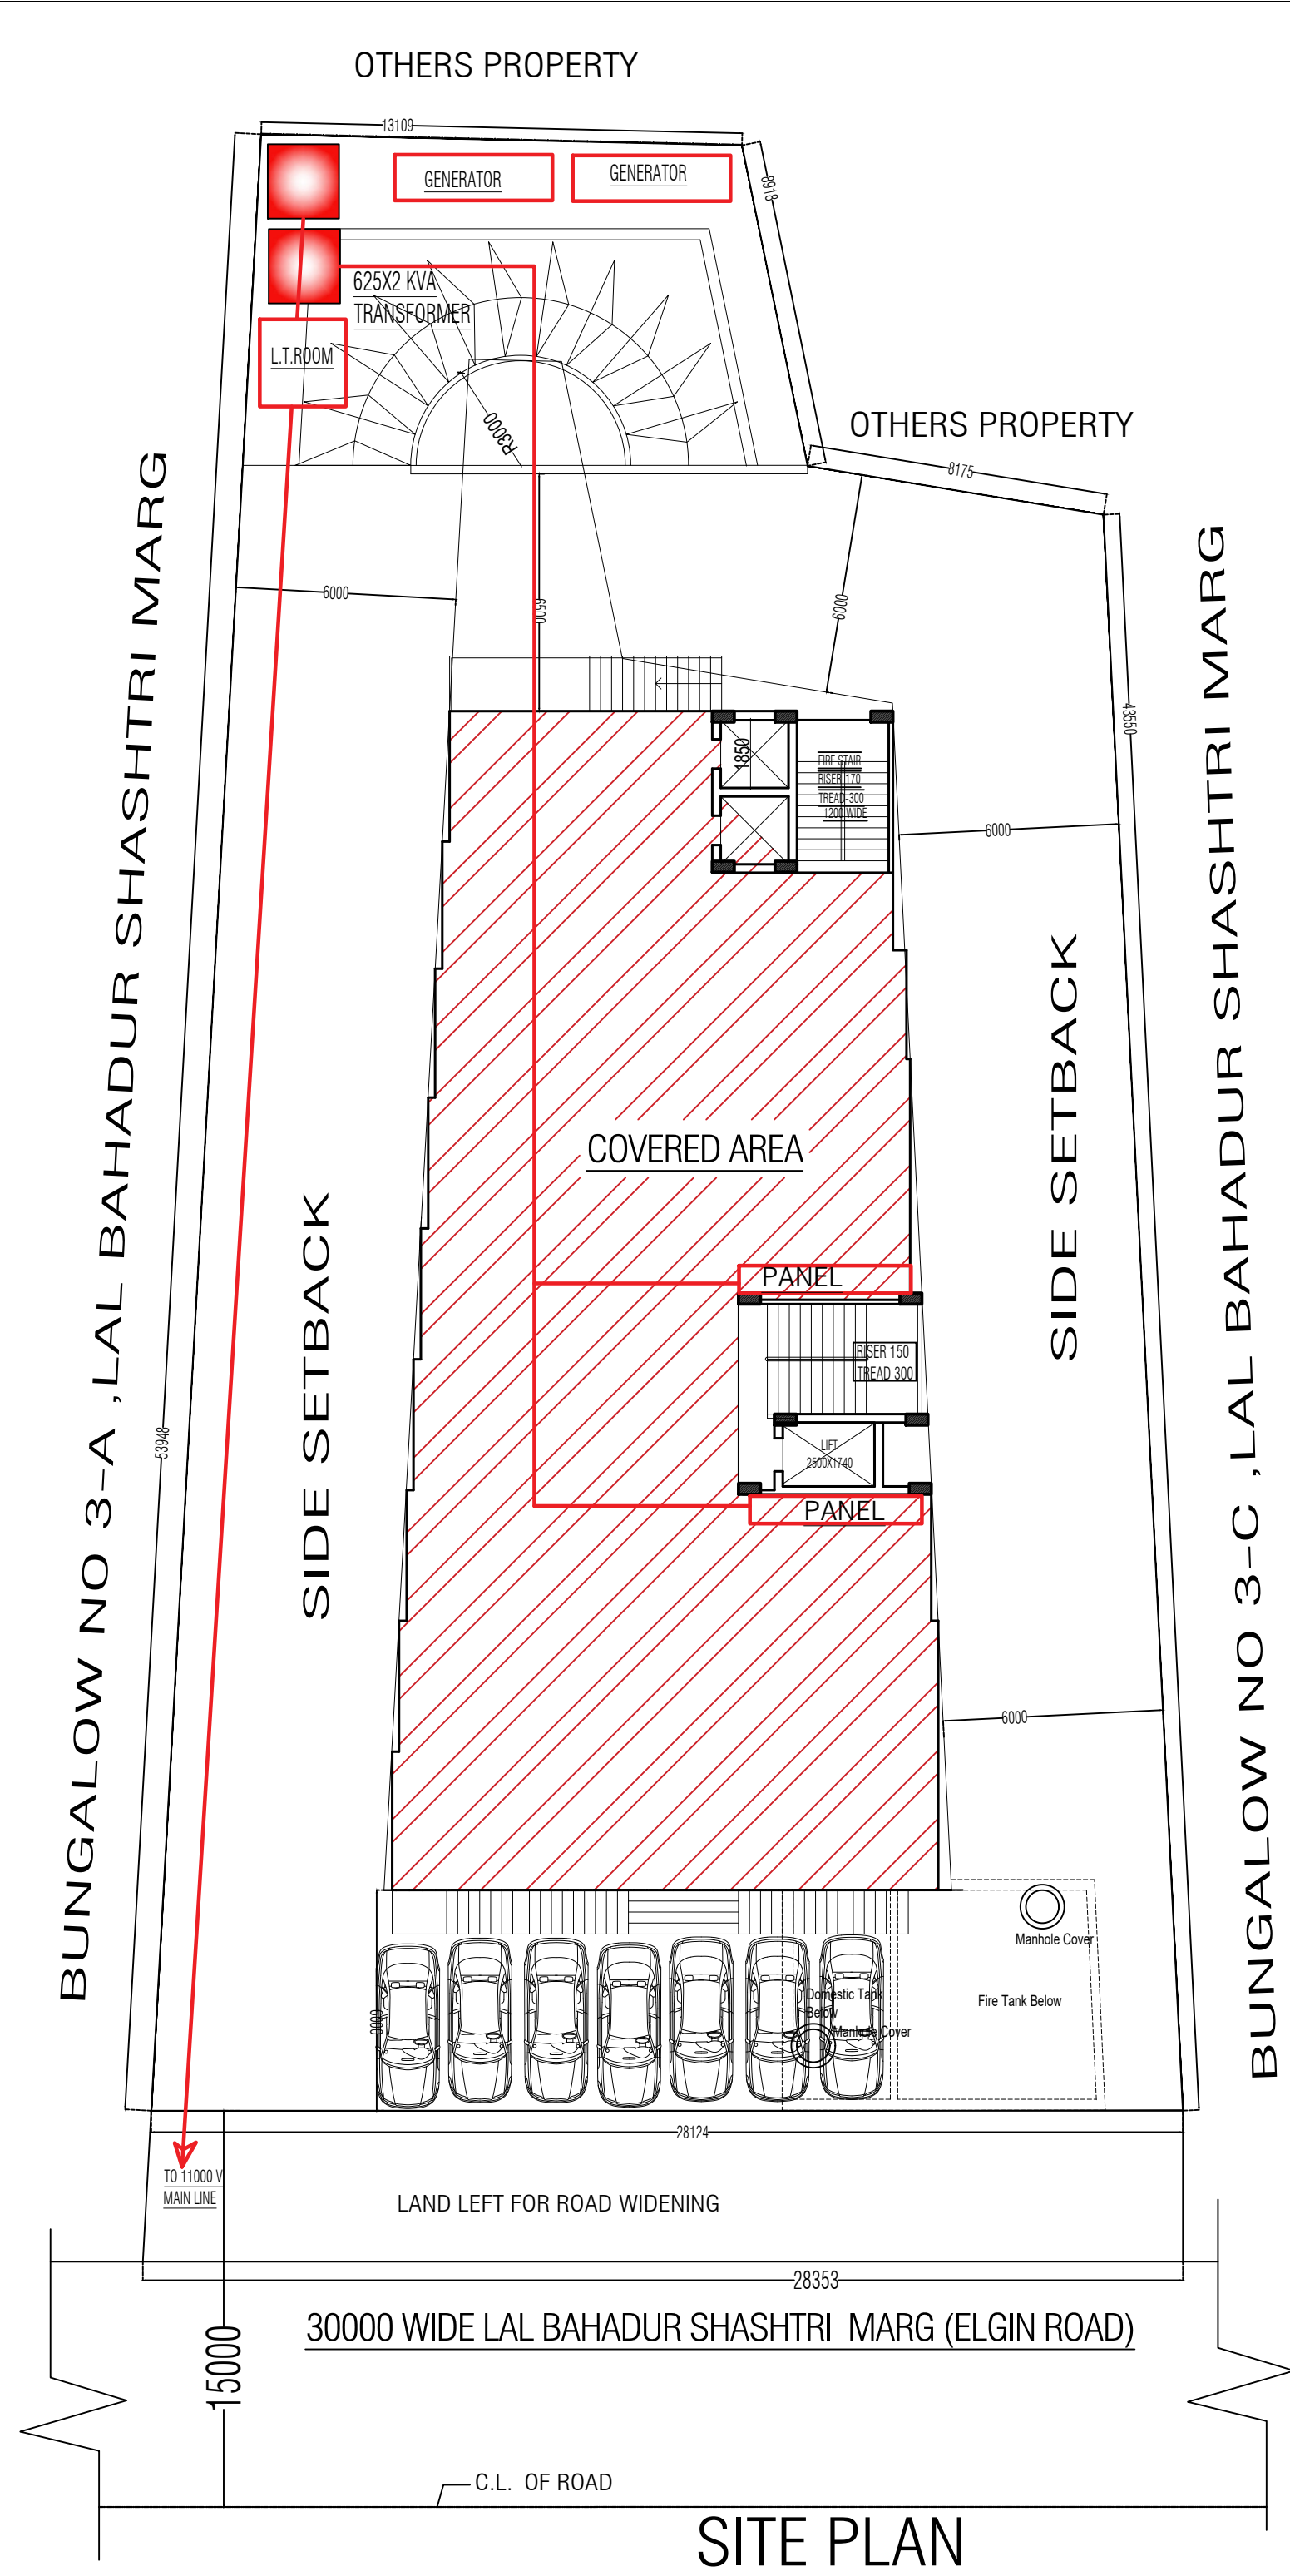 OTHERS PROPERTY
13109
8918
GENERATOR
GENERATOR
625X2 KVA
TRANSFORMER
L.T.ROOM
R3000
OTHERS PROPERTY
8175
BUNGALOW NO 3-A ,LAL BAHADUR SHASHTRI MARG
BUNGALOW NO 3-C ,LAL BAHADUR SHASHTRI MARG
6000
6500
6000
43550
1850
FIRE STAIR
RISER-170
TREAD-300
1200 WIDE
6000
SIDE SETBACK
COVERED AREA
SIDE SETBACK
PANEL
RISER 150
TREAD 300
53948
LIFT
2500X1740
PANEL
6000
Manhole Cover
Domestic Tank
Below
Fire Tank Below
Manhole Cover
6000
28124
TO 11000 V
MAIN LINE
LAND LEFT FOR ROAD WIDENING
28353
30000 WIDE LAL BAHADUR SHASHTRI MARG (ELGIN ROAD)
15000
C.L. OF ROAD
SITE PLAN